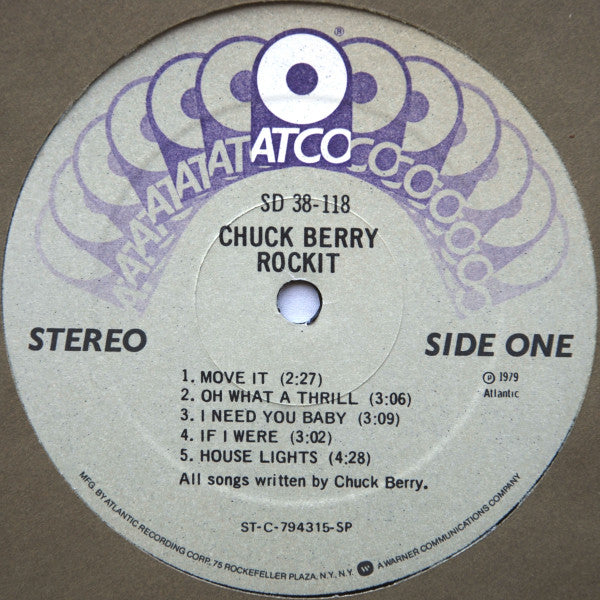 ®
ATCO
SD 38-118
CHUCK BERRY
ROCKIT
STEREO
SIDE ONE
1. MOVE IT (2:27)
2. OH WHAT A THRILL (3:06)
3. I NEED YOU BABY (3:09)
4. IF I WERE (3:02)
5. HOUSE LIGHTS (4:28)
℗ 1979
Atlantic
All songs written by Chuck Berry.
ST-C-794315-SP
MFG. BY ATLANTIC RECORDING CORP. 75 ROCKEFELLER PLAZA, N.Y., N.Y. W A WARNER COMMUNICATIONS COMPANY